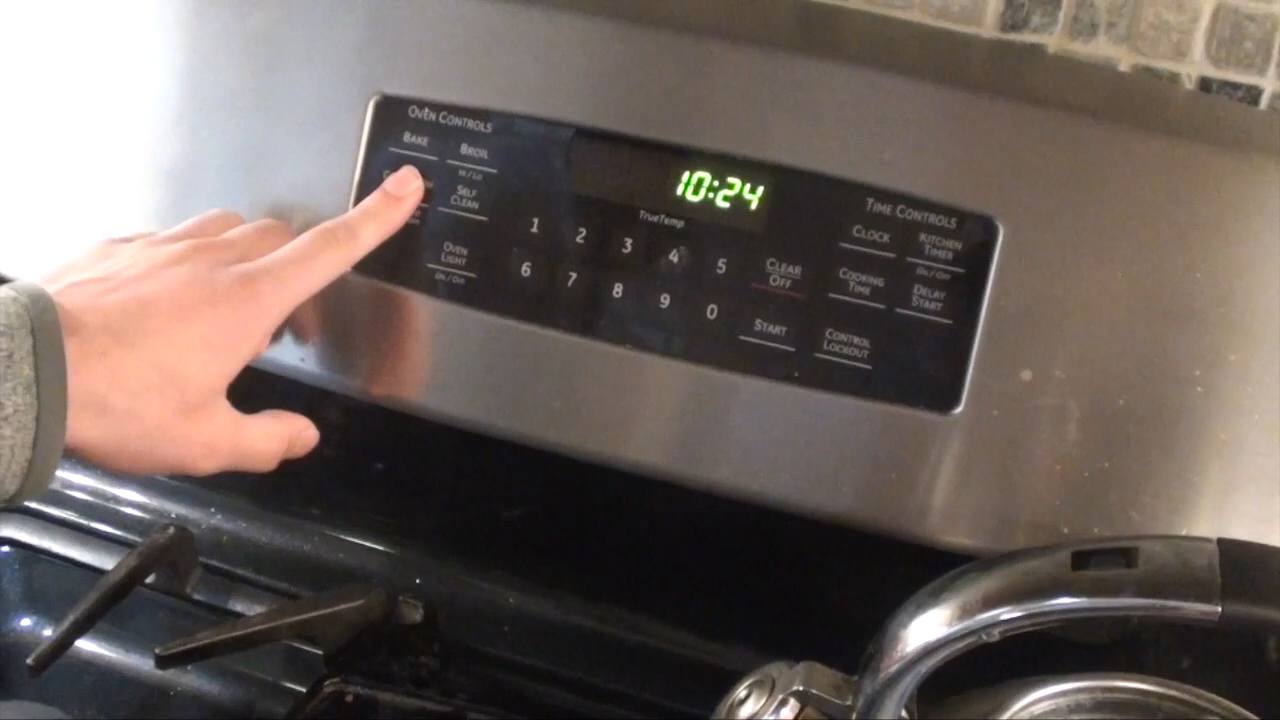 OVEN CONTROLS
BAKE
BROIL
HI / LO
SELF
CLEAN
OVEN
LIGHT
ON / OFF
10:24
TrueTemp
1 2 3 4 5
6 7 8 9 0
CLEAR
OFF
START
TIME CONTROLS
CLOCK
KITCHEN
TIMER
ON / OFF
COOKING
TIME
DELAY
START
CONTROL
LOCKOUT